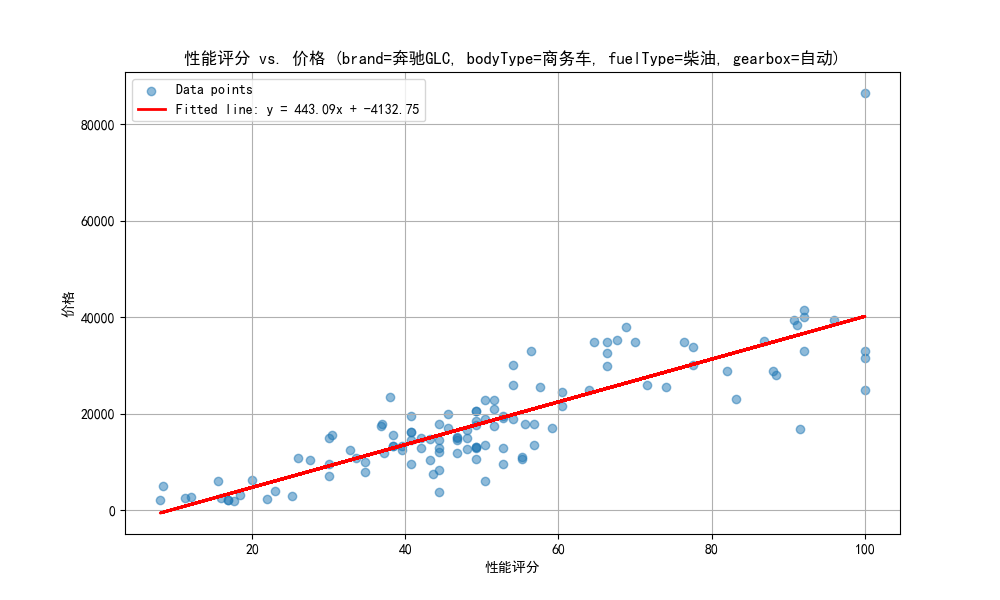 性能评分 vs. 价格 (brand=奔驰GLC, bodyType=商务车, fuelType=柴油, gearbox=自动)
Data points
Fitted line: y = 443.09x + -4132.75
价格
80000
60000
40000
20000
0
20 40 60 80 100
性能评分